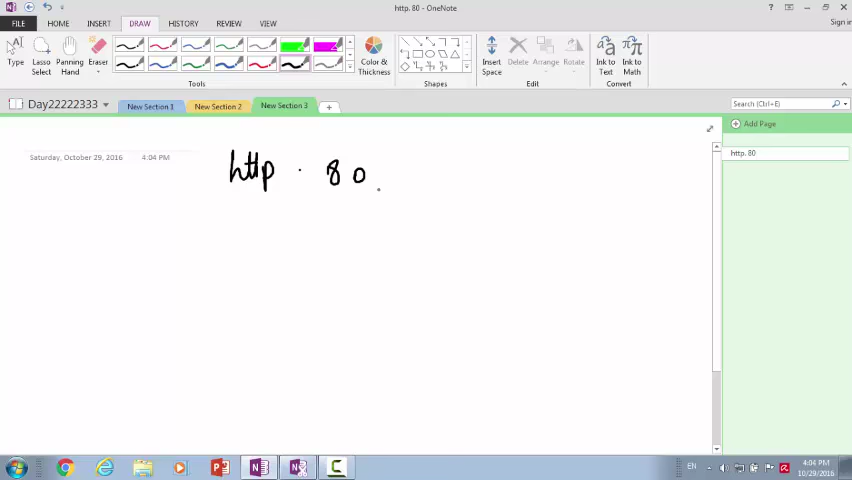 http. 80 - OneNote
?
Sign in
FILE HOME INSERT DRAW HISTORY REVIEW VIEW
Type
Lasso Select
Panning Hand
Eraser
Color & Thickness
Insert Space
Delete
Arrange
Rotate
Ink to Text
Ink to Math
Tools
Shapes
Edit
Convert
Day22222333
New Section 1
New Section 2
New Section 3
+
Search (Ctrl+E)
Add Page
http. 80
Saturday, October 29, 2016 4:04 PM
http . 80
EN
4:04 PM
10/29/2016